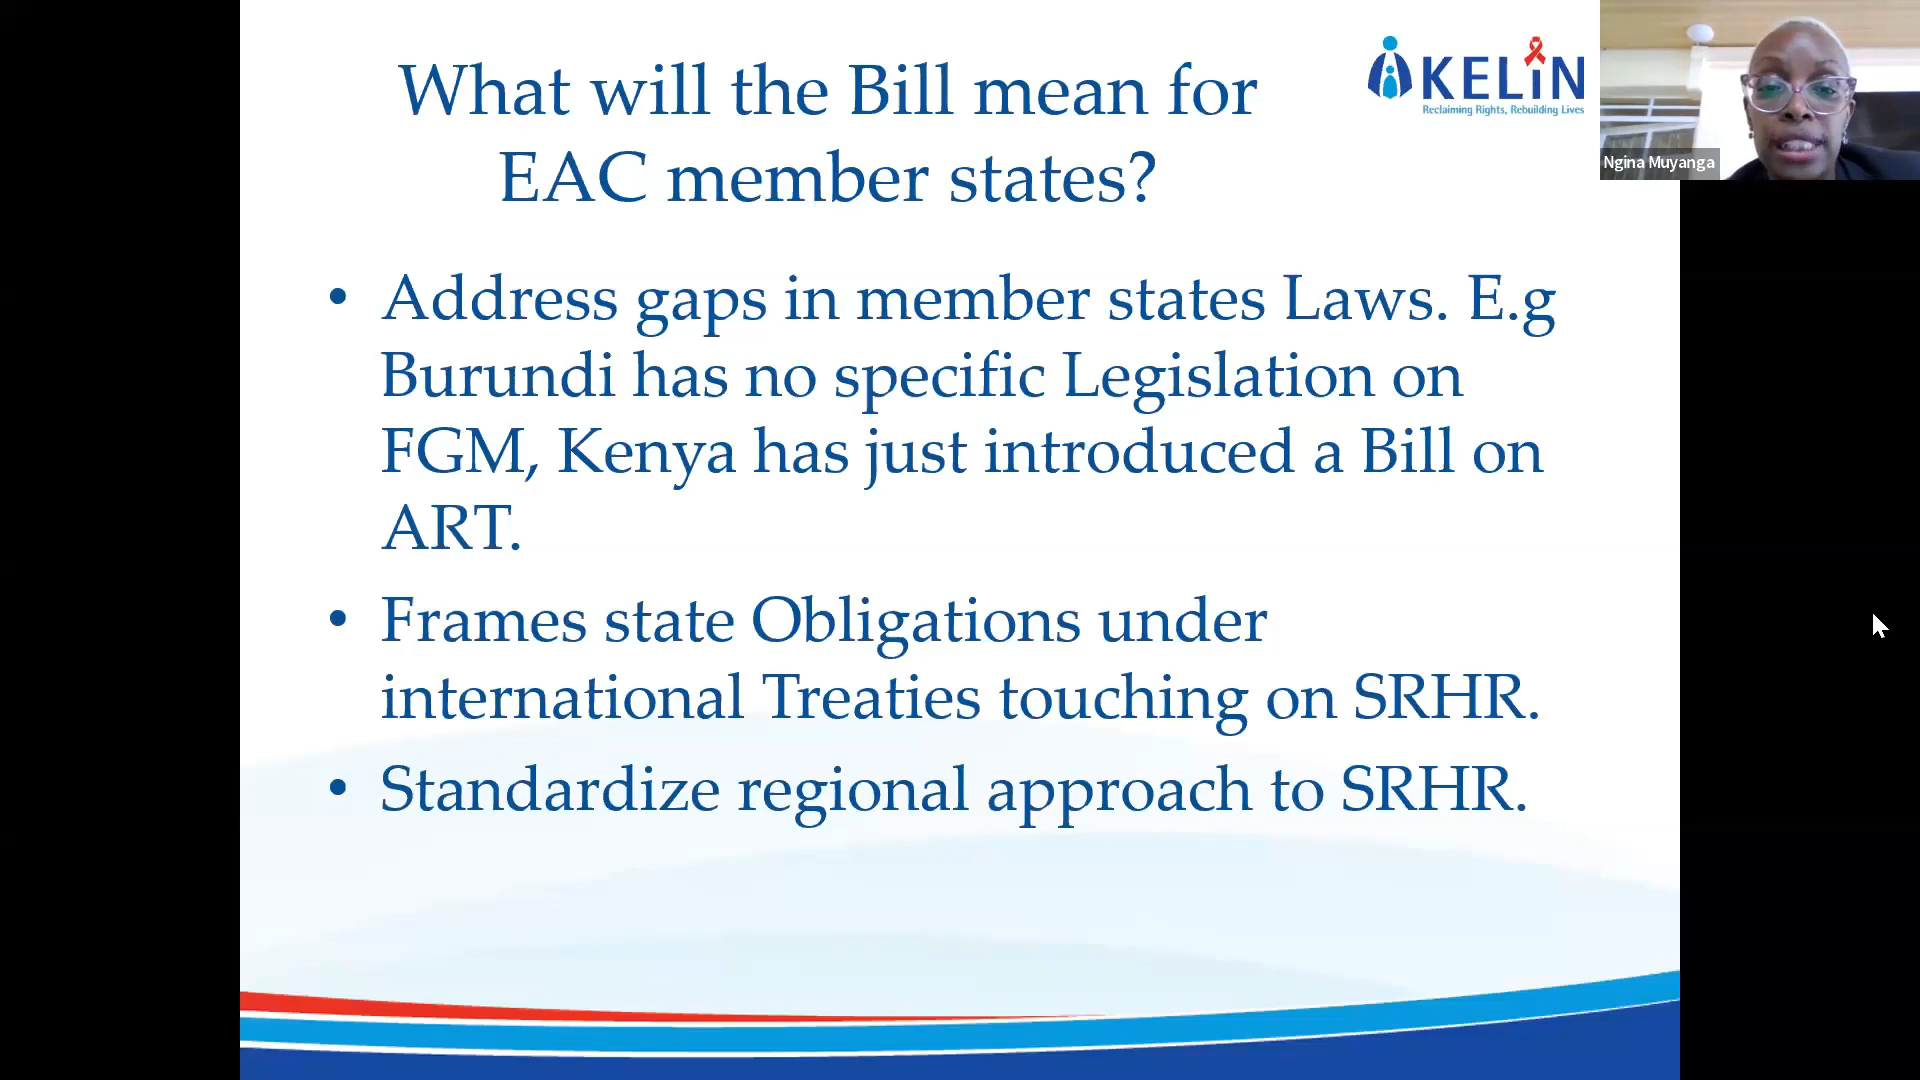 What will the Bill mean for
EAC member states?
KELiN
Reclaiming Rights, Rebuilding Lives
Ngina Muyanga
• Address gaps in member states Laws. E.g
Burundi has no specific Legislation on
FGM, Kenya has just introduced a Bill on
ART.
• Frames state Obligations under
international Treaties touching on SRHR.
• Standardize regional approach to SRHR.